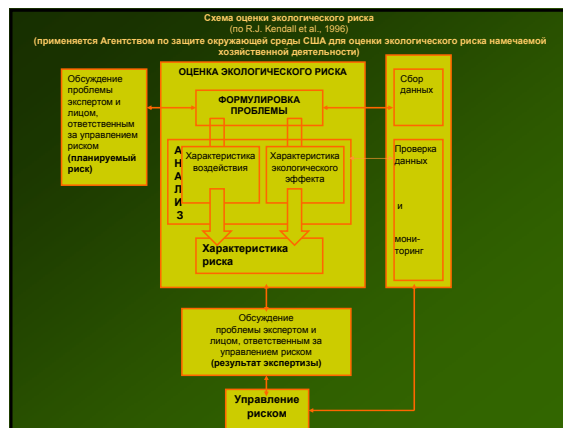 Схема оценки экологического риска
(по R.J. Kendall et al., 1996)
(применяется Агентством по защите окружающей среды США для оценки экологического риска намечаемой
хозяйственной деятельности)
Обсуждение
проблемы
экспертом и
лицом,
ответственным
за управлением
риском
(планируемый
риск)
ОЦЕНКА ЭКОЛОГИЧЕСКОГО РИСКА
ФОРМУЛИРОВКА
ПРОБЛЕМЫ
А
Н
А
Л
И
З
Характеристика
воздействия
Характеристика
экологического
эффекта
Характеристика
риска
Сбор
данных
Проверка
данных
и
мони-
торинг
Обсуждение
проблемы экспертом и
лицом, ответственным за
управлением риском
(результат экспертизы)
Управление
риском